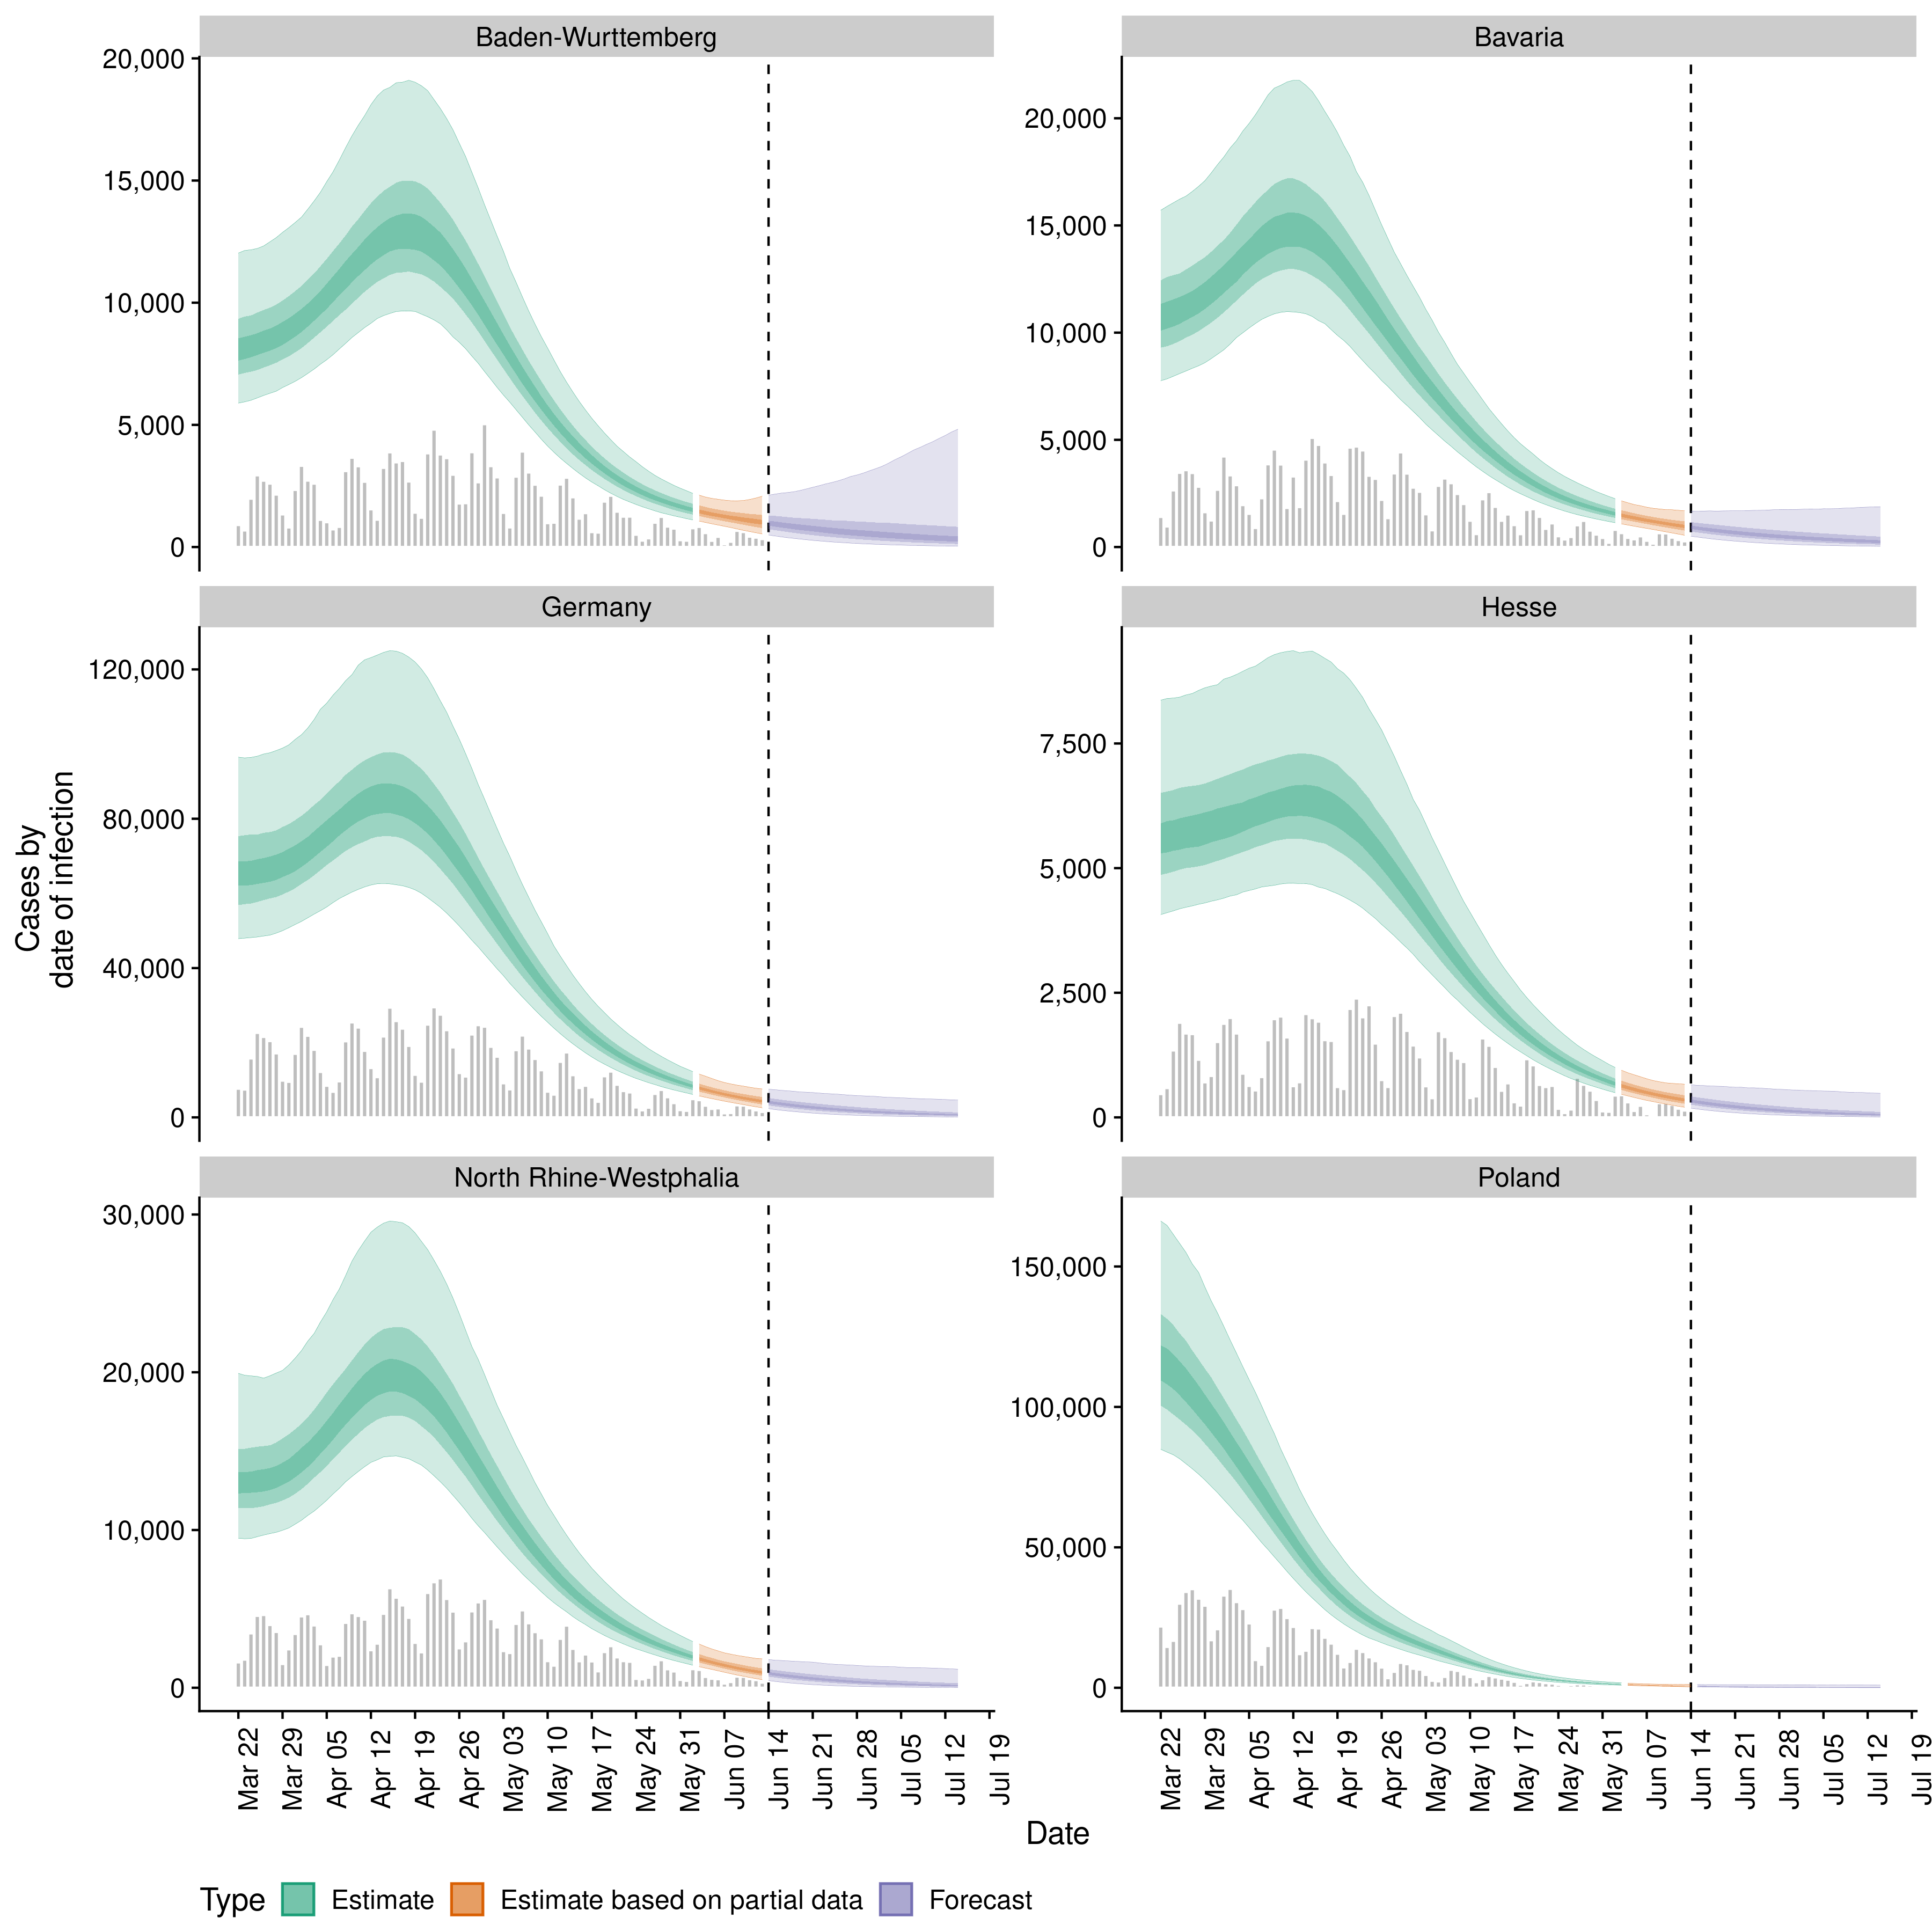 Baden-Wurttemberg
Bavaria
20,000
15,000
10,000
5,000
0
20,000
15,000
10,000
5,000
0
Germany
Hesse
120,000
80,000
40,000
0
7,500
5,000
2,500
0
North Rhine-Westphalia
Poland
30,000
20,000
10,000
0
150,000
100,000
50,000
0
Cases by
date of infection
Mar 22
Mar 29
Apr 05
Apr 12
Apr 19
Apr 26
May 03
May 10
May 17
May 24
May 31
Jun 07
Jun 14
Jun 21
Jun 28
Jul 05
Jul 12
Jul 19
Mar 22
Mar 29
Apr 05
Apr 12
Apr 19
Apr 26
May 03
May 10
May 17
May 24
May 31
Jun 07
Jun 14
Jun 21
Jun 28
Jul 05
Jul 12
Jul 19
Date
Type Estimate Estimate based on partial data Forecast